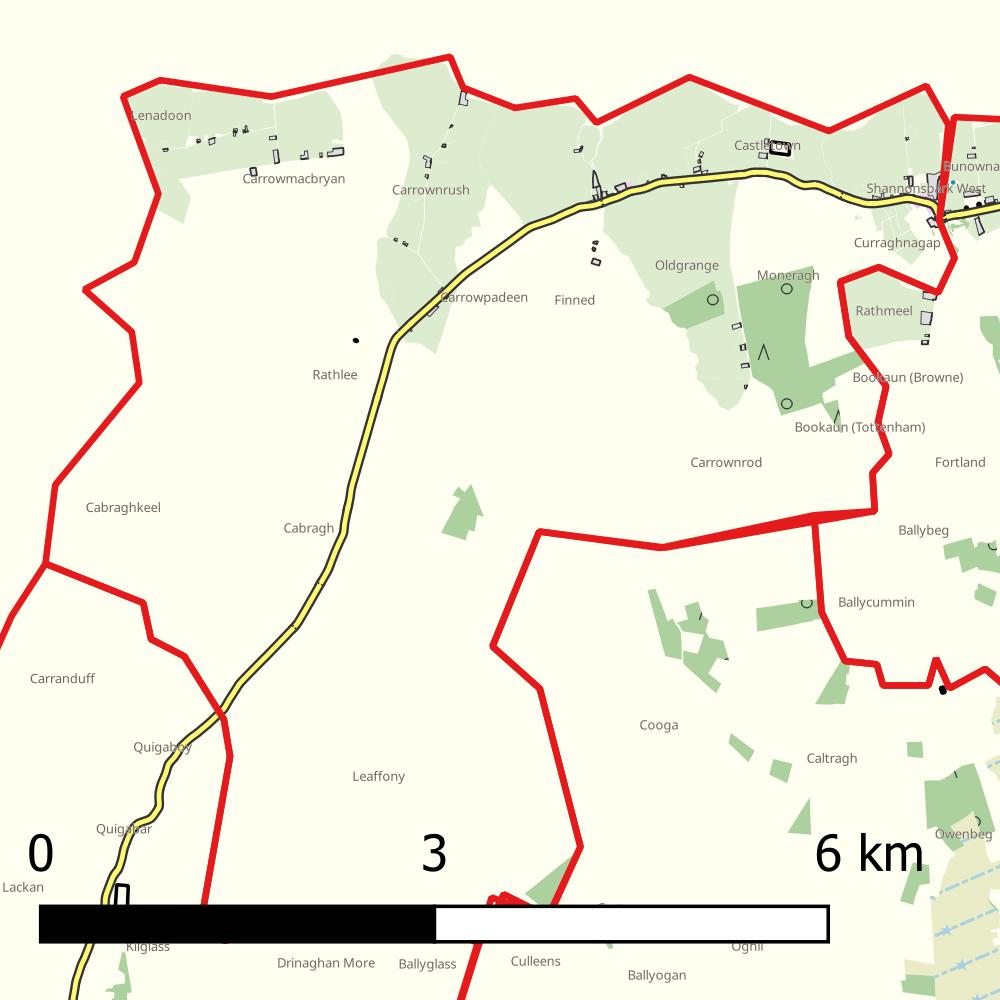 Lenadoon
Castletown
Bunowna
Carrowmacbryan
Carrownrush
Shannonspark West
Curraghnagap
Oldgrange
Moneragh
Carrowpadeen
Finned
Rathmeel
Rathlee
Bookaun (Browne)
Bookaun (Tottenham)
Carrownrod
Fortland
Cabraghkeel
Cabragh
Ballybeg
Ballycummin
Carranduff
Cooga
Quigaboy
Caltragh
Leaffony
Quigabar
Owenbeg
0 3 6 km
Lackan
Kilglass
Oghil
Drinaghan More
Ballyglass
Culleens
Ballyogan